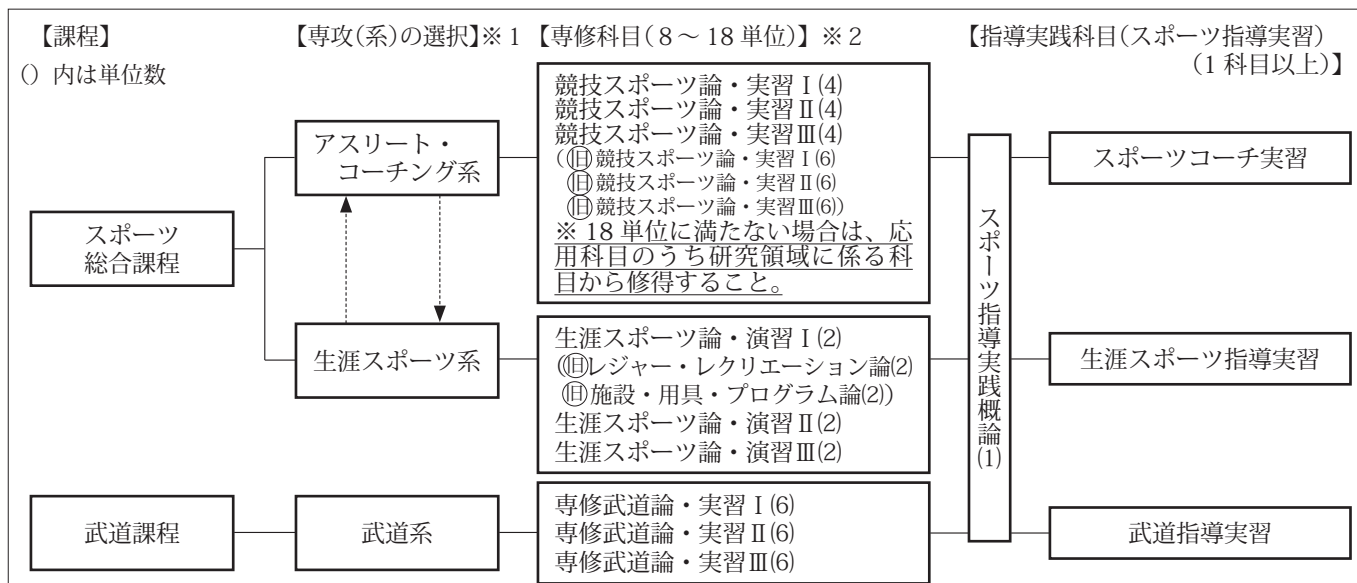 【課程】
【専攻(系)の選択】※1
【専修科目(8～18単位)】※2
【指導実践科目(スポーツ指導実習)
(1科目以上)】
()内は単位数
スポーツ
総合課程
アスリート・
コーチング系
競技スポーツ論・実習Ⅰ(4)
競技スポーツ論・実習Ⅱ(4)
競技スポーツ論・実習Ⅲ(4)
(㊐競技スポーツ論・実習Ⅰ(6)
㊐競技スポーツ論・実習Ⅱ(6)
㊐競技スポーツ論・実習Ⅲ(6))
※18単位に満たない場合は、応
用科目のうち研究領域に係る科
目から修得すること。
生涯スポーツ系
生涯スポーツ論・演習Ⅰ(2)
(旧レジャー・レクリエーション論(2)
旧施設・用具・プログラム論(2))
生涯スポーツ論・演習Ⅱ(2)
生涯スポーツ論・演習Ⅲ(2)
武道課程
武道系
専修武道論・実習Ⅰ(6)
専修武道論・実習Ⅱ(6)
専修武道論・実習Ⅲ(6)
スポーツ指導実践概論(1)
スポーツコーチ実習
生涯スポーツ指導実習
武道指導実習